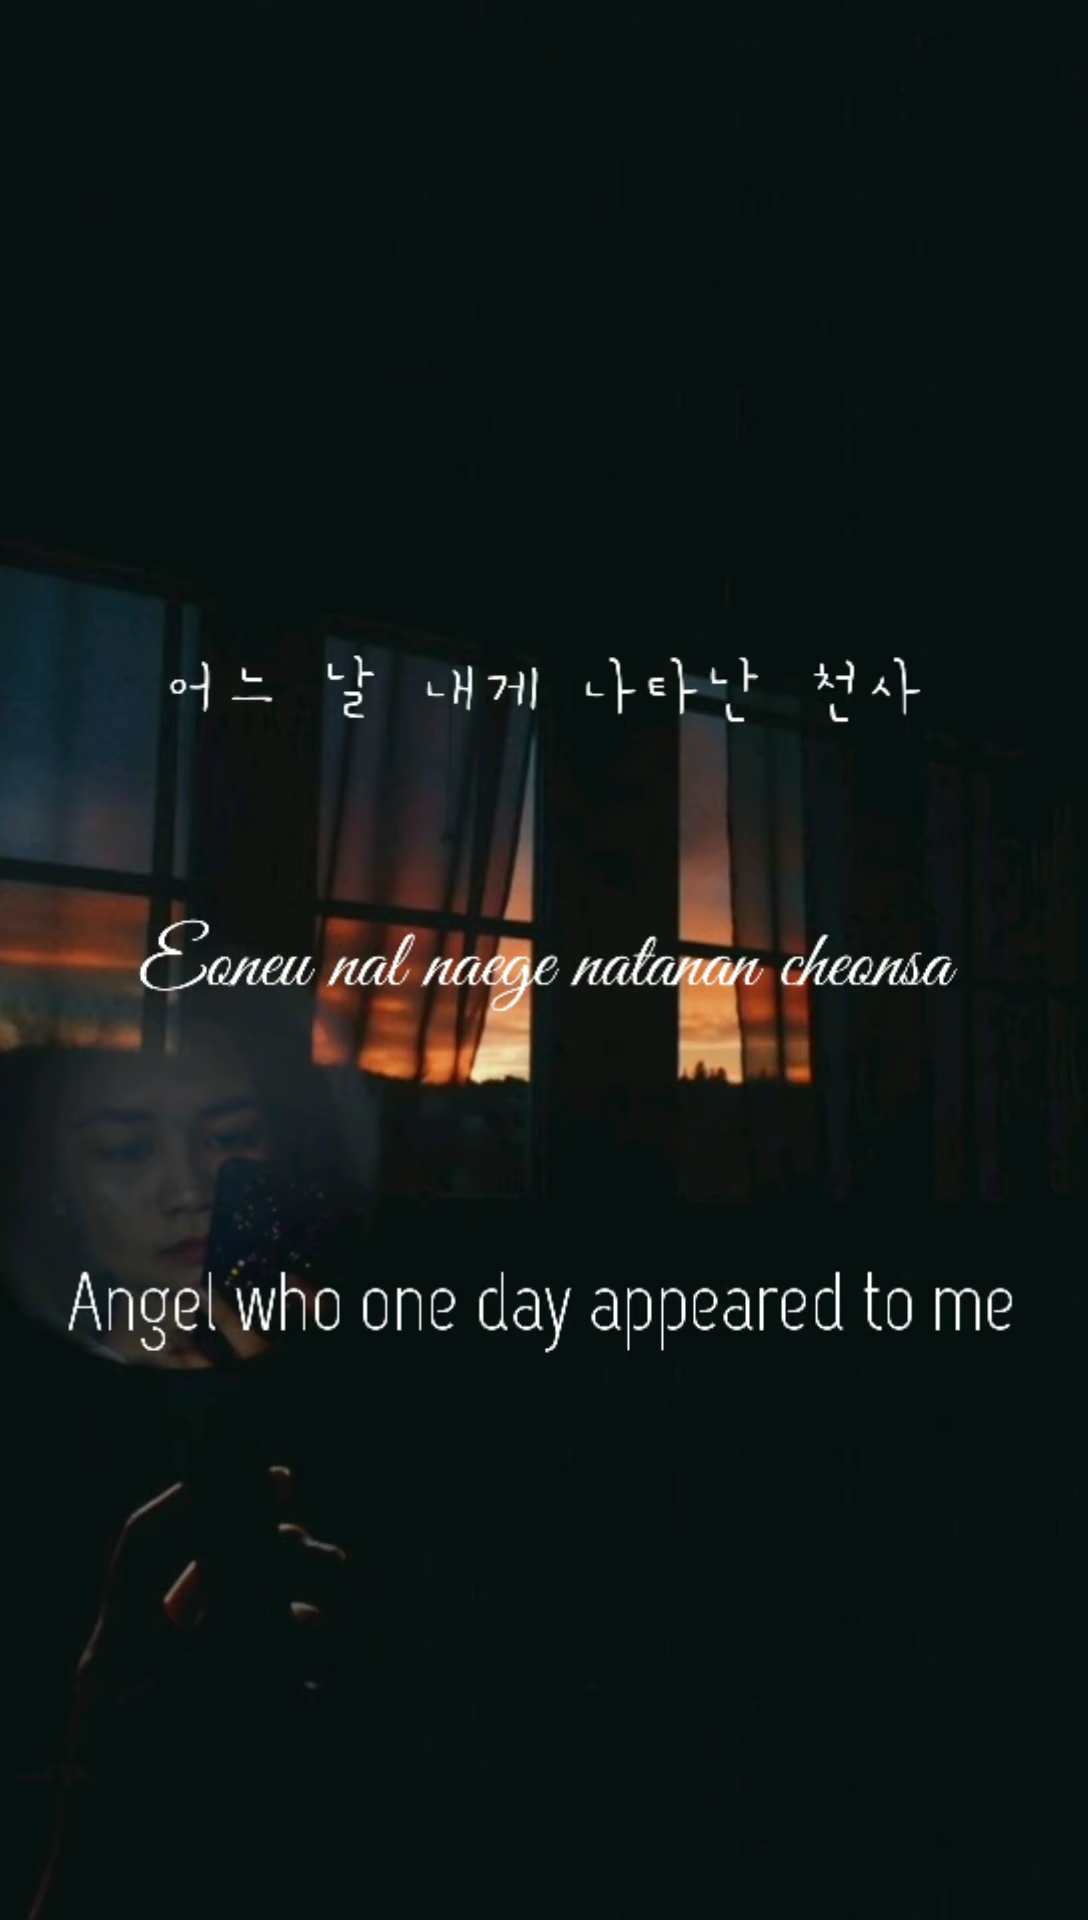 어느 날 내게 나타난 천사
Eoneu nal naege natanan cheonsa
Angel who one day appeared to me